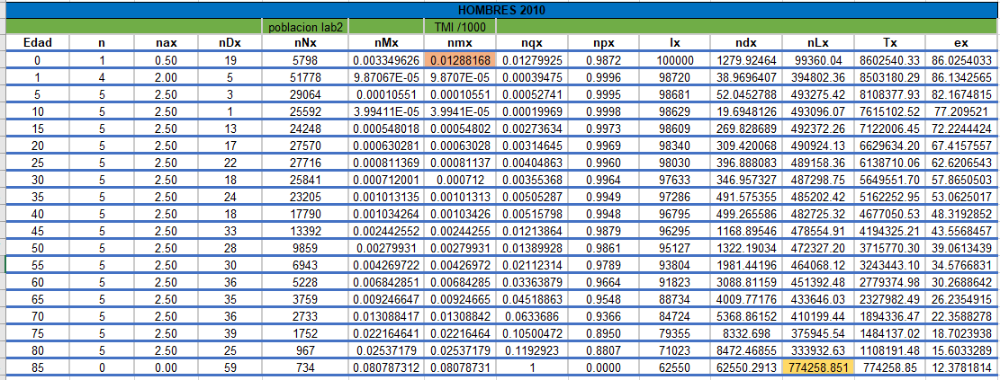 HOMBRES 2010
poblacion lab2 TMI /1000
Edad n nax nDx nNx nMx nmx nqx npx lx ndx nLx Tx ex
0 1 0.50 19 5798 0.003349626 0.01288168 0.01279925 0.9872 100000 1279.92464 99360.04 8602540.33 86.0254033
1 4 2.00 5 51778 9.87067E-05 9.8707E-05 0.00039475 0.9996 98720 38.9696407 394802.36 8503180.29 86.1342565
5 5 2.50 3 29064 0.00010551 0.00010551 0.00052741 0.9995 98681 52.0452788 493275.42 8108377.93 82.1674815
10 5 2.50 1 25592 3.99411E-05 3.9941E-05 0.00019969 0.9998 98629 19.6948126 493096.07 7615102.52 77.209521
15 5 2.50 13 24248 0.000548018 0.00054802 0.00273634 0.9973 98609 269.828689 492372.26 7122006.45 72.2224424
20 5 2.50 17 27570 0.000630281 0.00063028 0.00314645 0.9969 98340 309.420068 490924.13 6629634.20 67.4157557
25 5 2.50 22 27716 0.000811369 0.00081137 0.00404863 0.9960 98030 396.888083 489158.36 6138710.06 62.6206543
30 5 2.50 18 25841 0.000712001 0.000712 0.00355368 0.9964 97633 346.957327 487298.75 5649551.70 57.8650503
35 5 2.50 24 23205 0.001013135 0.00101313 0.00505287 0.9949 97286 491.575355 485202.42 5162252.95 53.0625017
40 5 2.50 18 17790 0.001034264 0.00103426 0.00515798 0.9948 96795 499.265586 482725.32 4677050.53 48.3192852
45 5 2.50 33 13392 0.002442552 0.00244255 0.01213864 0.9879 96295 1168.89546 478554.91 4194325.21 43.5568457
50 5 2.50 28 9859 0.00279931 0.00279931 0.01389928 0.9861 95127 1322.19034 472327.20 3715770.30 39.0613439
55 5 2.50 30 6943 0.004269722 0.00426972 0.02112314 0.9789 93804 1981.44196 464068.12 3243443.10 34.5766831
60 5 2.50 36 5228 0.006842851 0.00684285 0.03363879 0.9664 91823 3088.81159 451392.48 2779374.98 30.2688642
65 5 2.50 35 3759 0.009246647 0.00924665 0.04518863 0.9548 88734 4009.77176 433646.03 2327982.49 26.2354915
70 5 2.50 36 2733 0.013088417 0.01308842 0.0633686 0.9366 84724 5368.86152 410199.44 1894336.47 22.3588278
75 5 2.50 39 1752 0.022164641 0.02216464 0.10500472 0.8950 79355 8332.698 375945.54 1484137.02 18.7023938
80 5 2.50 25 967 0.02537179 0.02537179 0.1192923 0.8807 71023 8472.46855 333932.63 1108191.48 15.6033289
85 0 0.00 59 734 0.080787312 0.08078731 1 0.0000 62550 62550.2913 774258.851 774258.85 12.3781814